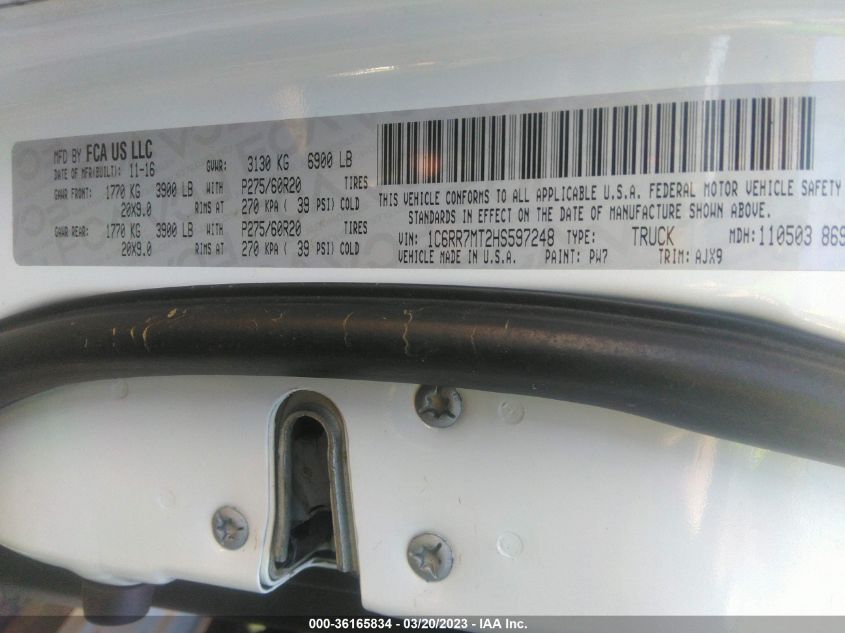 MFD BY FCA US LLC
DATE OF MFR(BUILT): 11-16 GVWR: 3130 KG 6900 LB
GAWR FRONT: 1770 KG 3900 LB WITH P275/60R20 TIRES
20X9.0 RIMS AT 270 KPA ( 39 PSI) COLD
GAWR REAR: 1770 KG 3900 LB WITH P275/60R20 TIRES
20X9.0 RIMS AT 270 KPA ( 39 PSI) COLD
THIS VEHICLE CONFORMS TO ALL APPLICABLE U.S.A. FEDERAL MOTOR VEHICLE SAFETY
STANDARDS IN EFFECT ON THE DATE OF MANUFACTURE SHOWN ABOVE.
VIN: 1C6RR7MT2HS597248 TYPE: TRUCK MDH: 110503 869
VEHICLE MADE IN U.S.A. PAINT: PW7 TRIM: AJX9
000-36165834 - 03/20/2023 - IAA Inc.